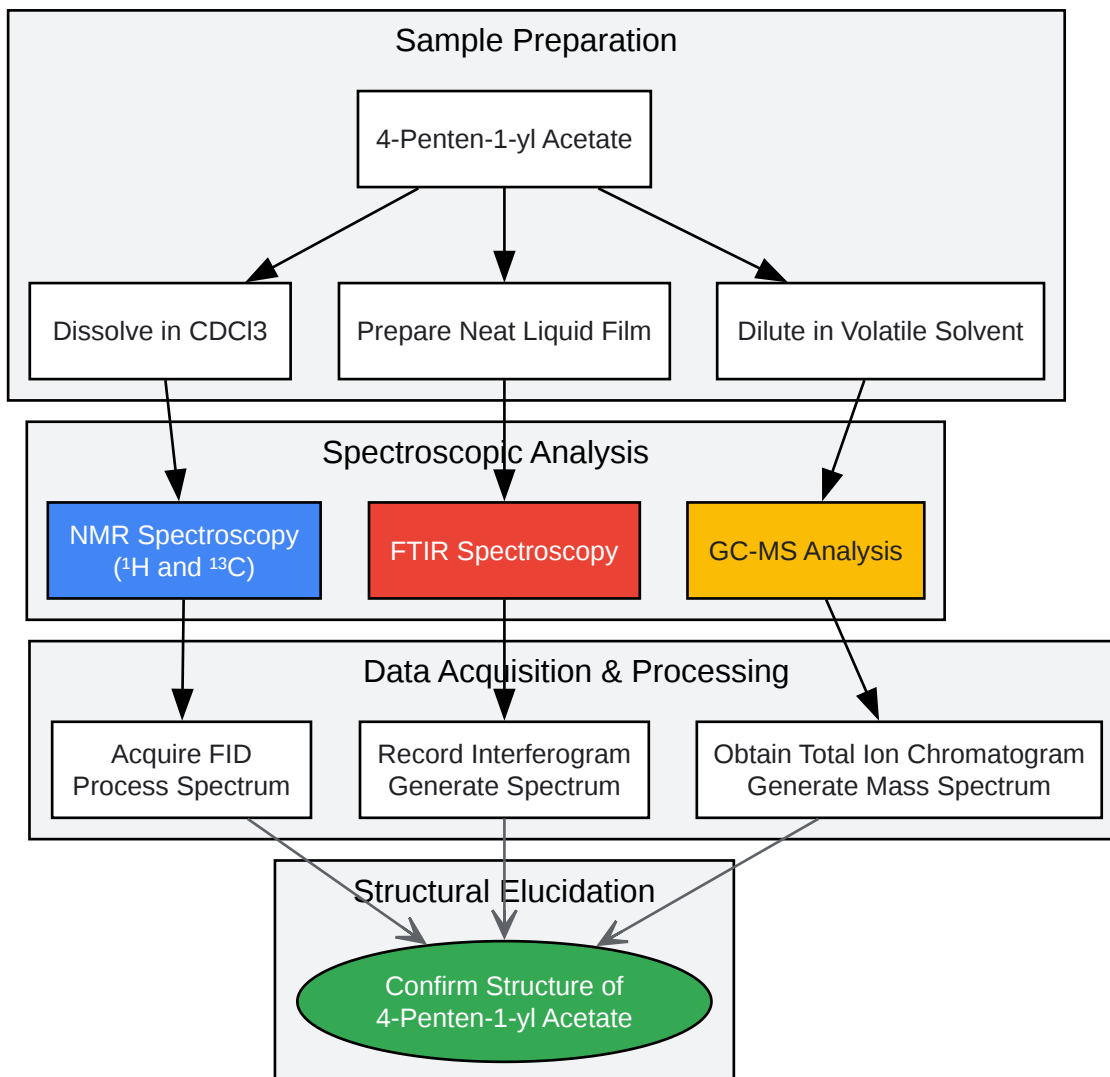 Sample Preparation
4-Penten-1-yl Acetate
Dissolve in CDCl3
Prepare Neat Liquid Film
Dilute in Volatile Solvent
Spectroscopic Analysis
NMR Spectroscopy
(¹H and ¹³C)
FTIR Spectroscopy
GC-MS Analysis
Data Acquisition & Processing
Acquire FID
Process Spectrum
Record Interferogram
Generate Spectrum
Obtain Total Ion Chromatogram
Generate Mass Spectrum
Structural Elucidation
Confirm Structure of
4-Penten-1-yl Acetate